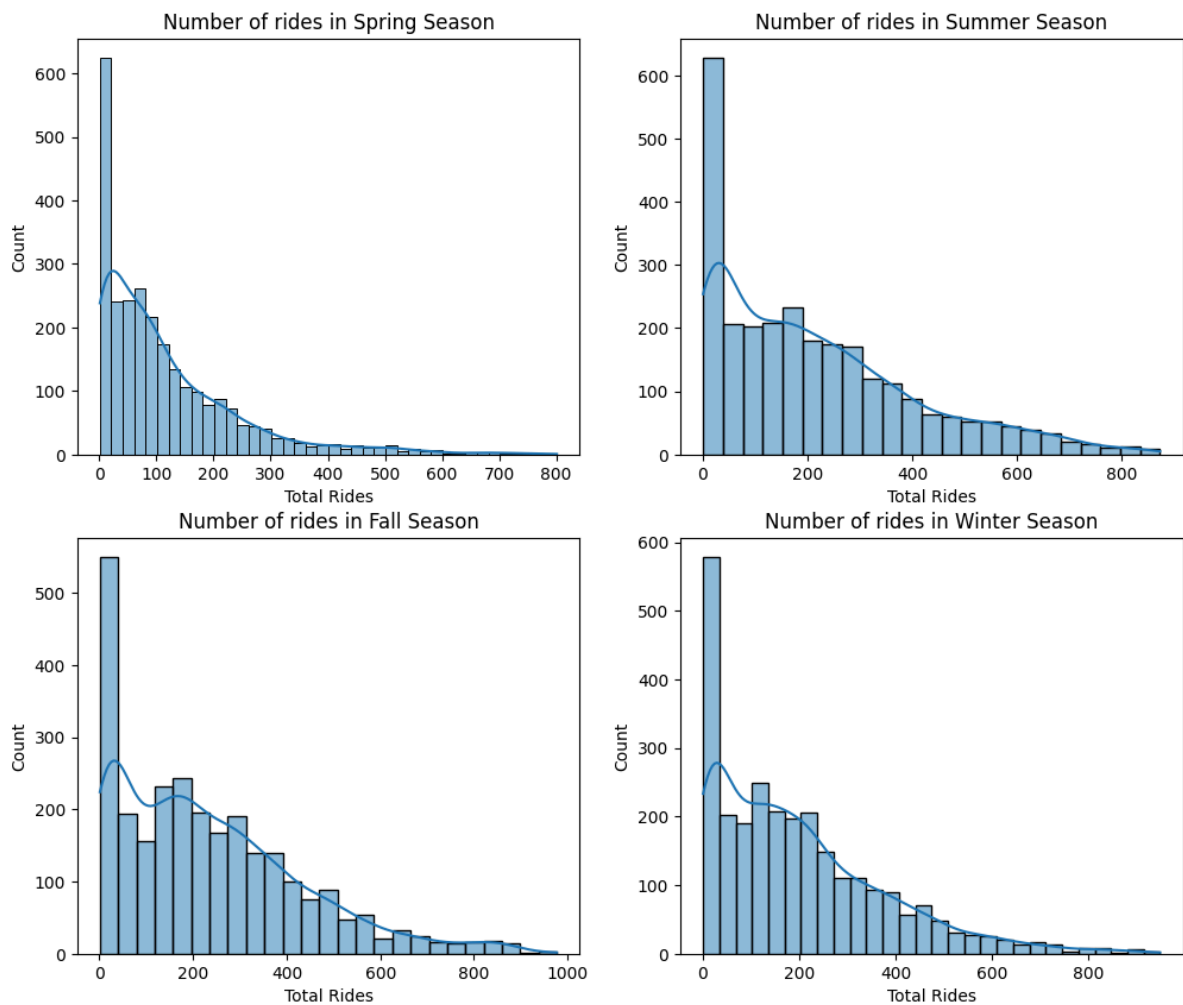 Number of rides in Spring Season
Count
600
500
400
300
200
100
0
0 100 200 300 400 500 600 700 800
Total Rides
Number of rides in Summer Season
Count
600
500
400
300
200
100
0
0 200 400 600 800
Total Rides
Number of rides in Fall Season
Count
500
400
300
200
100
0
0 200 400 600 800 1000
Total Rides
Number of rides in Winter Season
Count
600
500
400
300
200
100
0
0 200 400 600 800
Total Rides